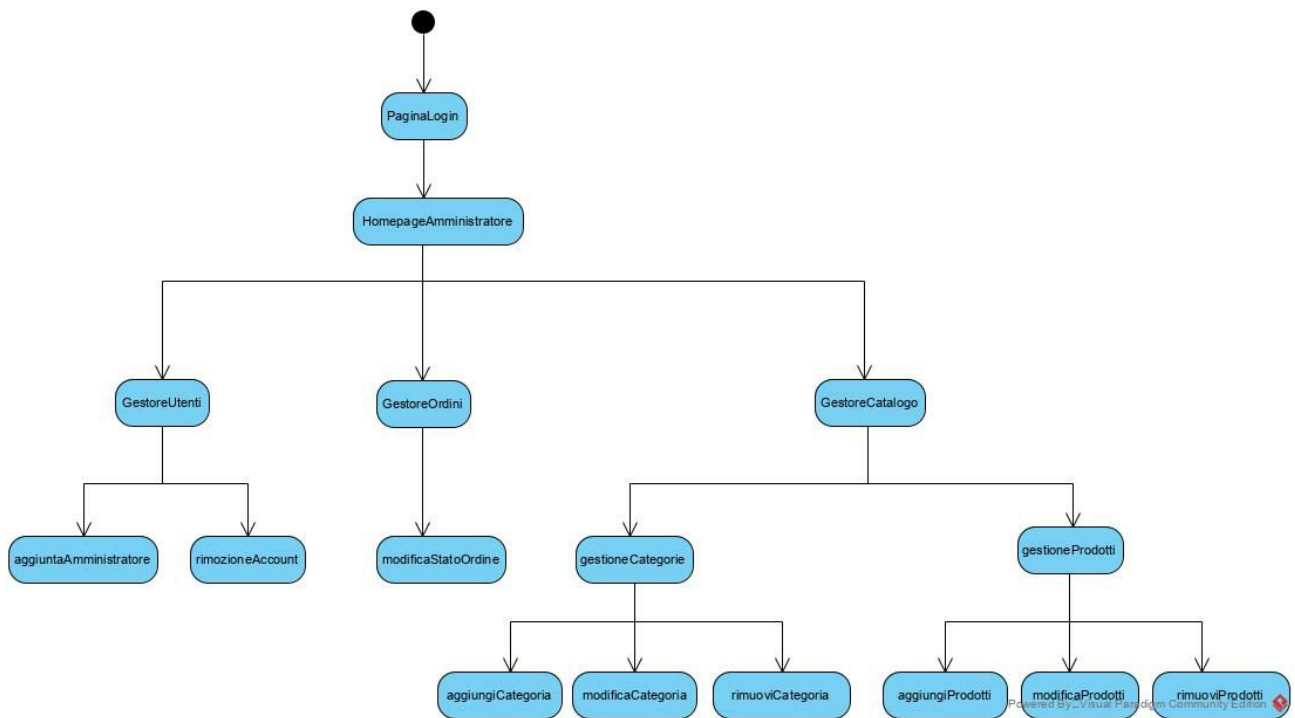 PaginaLogin
HomepageAmministratore
GestoreUtenti
GestoreOrdini
GestoreCatalogo
aggiuntaAmministratore
rimozioneAccount
modificaStatoOrdine
gestioneCategorie
gestioneProdotti
aggiungiCategoria
modificaCategoria
rimuoviCategoria
aggiungiProdotti
modificaProdotti
rimuoviProdotti
Powered By Visual Paradigm Community Edition